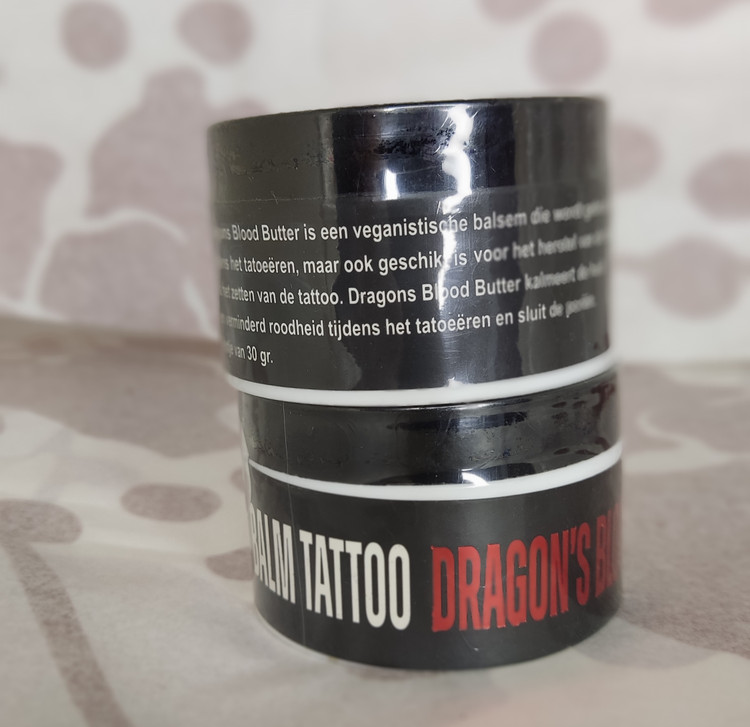 Blood Butter is een veganistische balsem die wordt
het tatoeëren, maar ook geschikt is voor het herstel van
het zetten van de tattoo. Dragons Blood Butter kalmeert de huid
verminderd roodheid tijdens het tatoeëren en sluit de poriën.
van 30 gr.
BALM TATTOO DRAGON'S